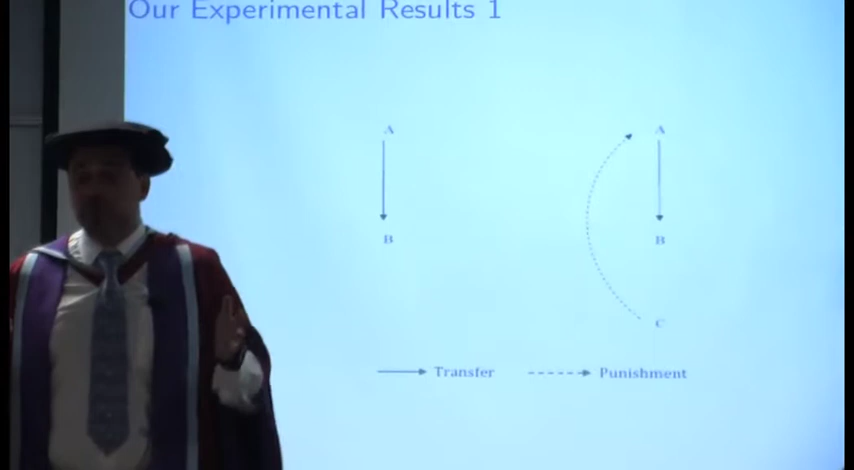 Our Experimental Results 1
A A
B B
C
Transfer Punishment